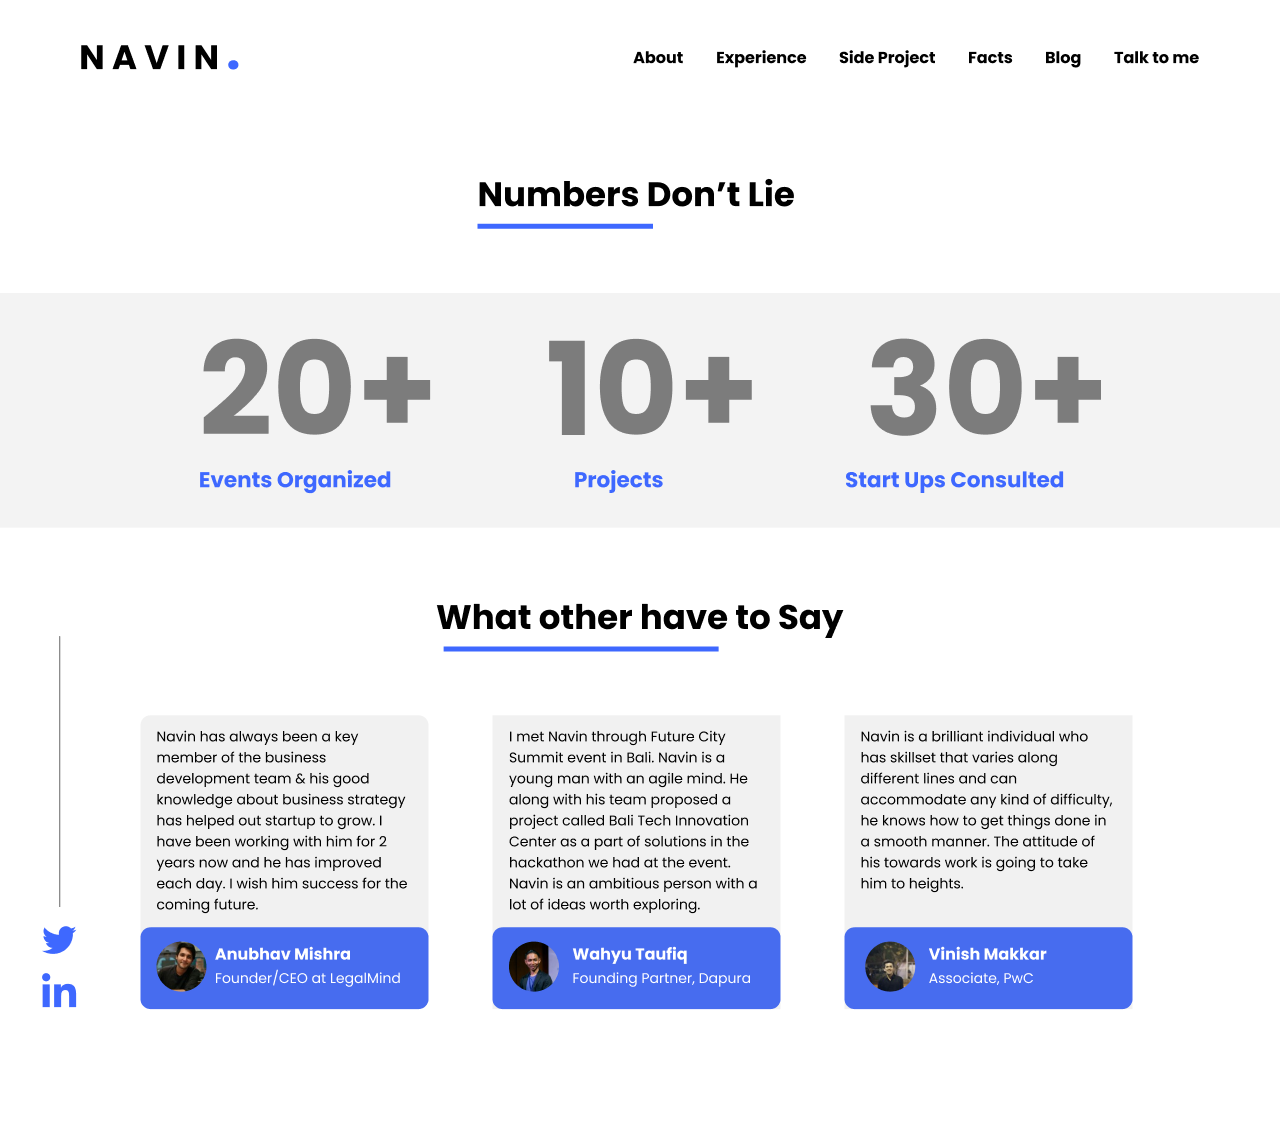 NAVIN.
About Experience Side Project Facts Blog Talk to me
Numbers Don’t Lie
20+ 10+ 30+
Events Organized Projects Start Ups Consulted
What other have to Say
Navin has always been a key
member of the business
development team & his good
knowledge about business strategy
has helped out startup to grow. I
have been working with him for 2
years now and he has improved
each day. I wish him success for the
coming future.
Anubhav Mishra
Founder/CEO at LegalMind
I met Navin through Future City
Summit event in Bali. Navin is a
young man with an agile mind. He
along with his team proposed a
project called Bali Tech Innovation
Center as a part of solutions in the
hackathon we had at the event.
Navin is an ambitious person with a
lot of ideas worth exploring.
Wahyu Taufiq
Founding Partner, Dapura
Navin is a brilliant individual who
has skillset that varies along
different lines and can
accommodate any kind of difficulty,
he knows how to get things done in
a smooth manner. The attitude of
his towards work is going to take
him to heights.
Vinish Makkar
Associate, PwC
in